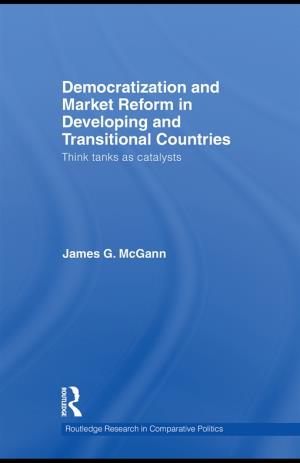 Democratization and
Market Reform in
Developing and
Transitional Countries
Think tanks as catalysts
James G. McGann
ROUTLEDGE
Routledge Research in Comparative Politics